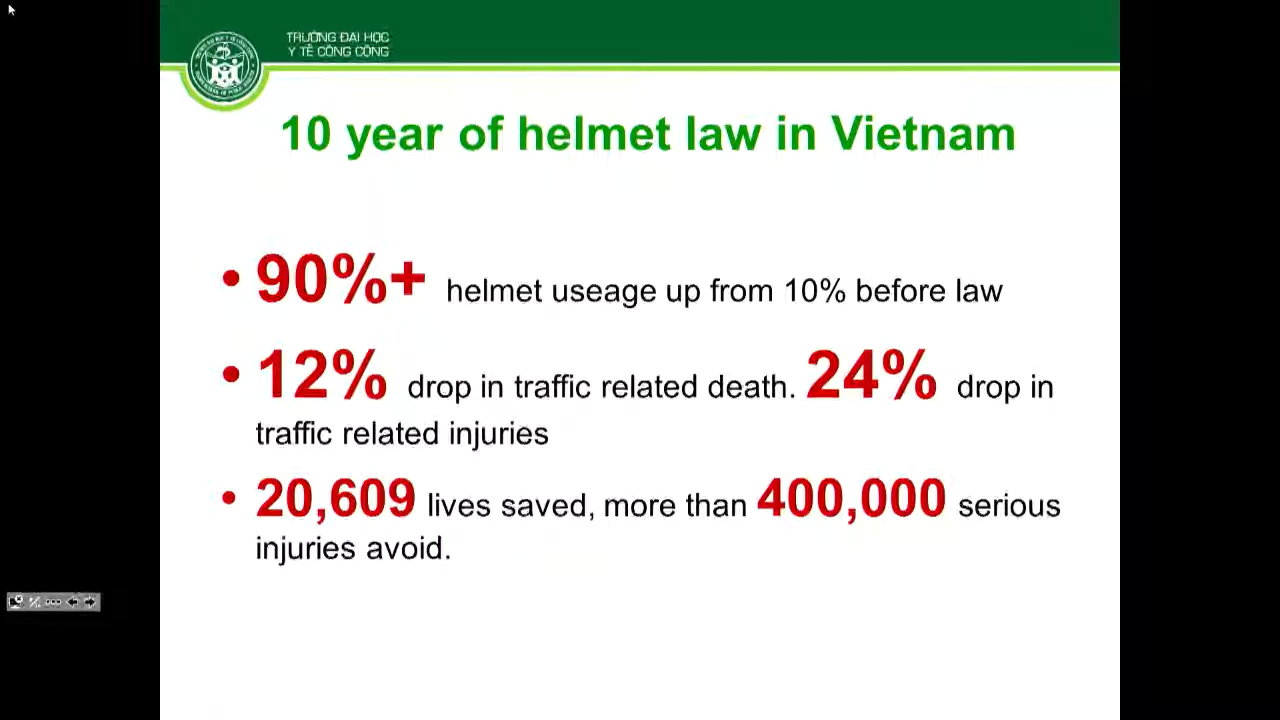 TRƯỜNG ĐẠI HỌC
Y TẾ CÔNG CỘNG
10 year of helmet law in Vietnam
• 90%+ helmet useage up from 10% before law
• 12% drop in traffic related death. 24% drop in
traffic related injuries
• 20,609 lives saved, more than 400,000 serious
injuries avoid.